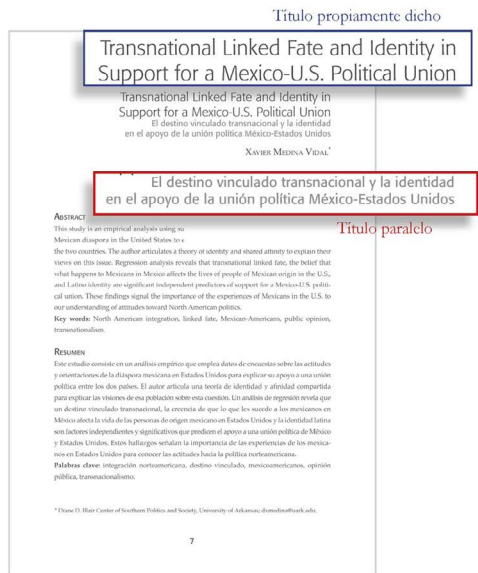 Título propiamente dicho
Transnational Linked Fate and Identity in
Support for a Mexico-U.S. Political Union
Transnational Linked Fate and Identity in
Support for a Mexico-U.S. Political Union
El destino vinculado transnacional y la identidad
en el apoyo de la unión política México-Estados Unidos
XAVIER MEDINA VIDAL*
El destino vinculado transnacional y la identidad
en el apoyo de la unión política México-Estados Unidos
Título paralelo
ABSTRACT
This study is an empirical analysis using su
Mexican diaspora in the United States to e
the two countries. The author articulates a theory of identity and shared affinity to explain their
views on this issue. Regression analysis reveals that transnational linked fate, the belief that
what happens to Mexicans in Mexico affects the lives of people of Mexican origin in the U.S.,
and Latino identity are significant independent predictors of support for a Mexico-U.S. politi-
cal union. These findings signal the importance of the experiences of Mexicans in the U.S. to
our understanding of attitudes toward North American politics.
Key words: North American integration, linked fate, Mexican-Americans, public opinion,
transnationalism.
RESUMEN
Este estudio consiste en un análisis empírico que emplea datos de encuestas sobre las actitudes
y orientaciones de la diáspora mexicana en Estados Unidos para explicar su apoyo a una unión
política entre los dos países. El autor articula una teoría de identidad y afinidad compartida
para explicar las visiones de esa población sobre esta cuestión. Un análisis de regresión revela que
un destino vinculado transnacional, la creencia de que lo que les sucede a los mexicanos en
México afecta la vida de las personas de origen mexicano en Estados Unidos y la identidad latina
son factores independientes y significativos que predicen el apoyo a una unión política de México
y Estados Unidos. Estos hallazgos señalan la importancia de las experiencias de los mexica-
nos en Estados Unidos para conocer las actitudes hacia la política norteamericana.
Palabras clave: integración norteamericana, destino vinculado, mexicoamericanos, opinión
pública, transnacionalismo.
* Diane D. Blair Center of Southern Politics and Society, University of Arkansas; dxmedina@uark.edu.
7